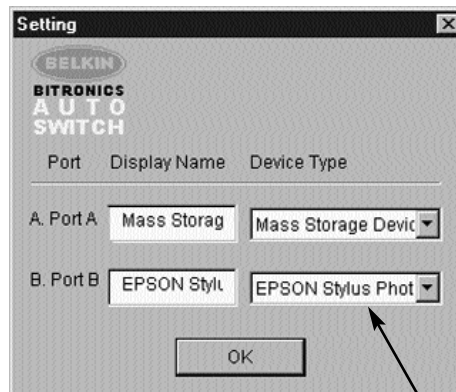 Setting
BELKIN
BITRONICS
AUTO
SWITCH
Port Display Name Device Type
A. Port A Mass Storag Mass Storage Devic
B. Port B EPSON Stylu EPSON Stylus Phot
OK